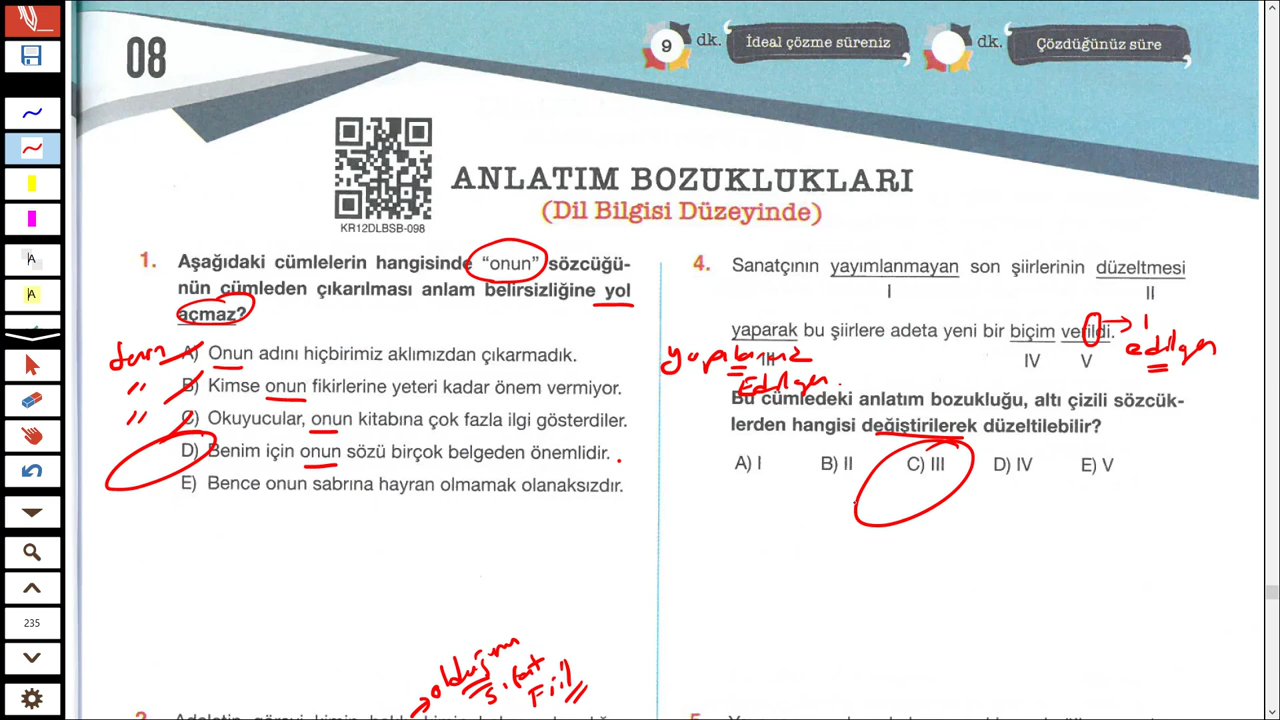 08
9 dk. İdeal çözme süreniz
dk. Çözdüğünüz süre
KR12DLBSB-098
ANLATIM BOZUKLUKLARI
(Dil Bilgisi Düzeyinde)
1. Aşağıdaki cümlelerin hangisinde “onun” sözcüğü-
nün cümleden çıkarılması anlam belirsizliğine yol
açmaz?
A) Onun adını hiçbirimiz aklımızdan çıkarmadık.
B) Kimse onun fikirlerine yeteri kadar önem vermiyor.
C) Okuyucular, onun kitabına çok fazla ilgi gösterdiler.
D) Benim için onun sözü birçok belgeden önemlidir.
E) Bence onun sabrına hayran olmamak olanaksızdır.
4. Sanatçının yayımlanmayan son şiirlerinin düzeltmesi
I II
yaparak bu şiirlere adeta yeni bir biçim verildi.
III IV V
edilgen
Edilgen.
Bu cümledeki anlatım bozukluğu, altı çizili sözcük-
lerden hangisi değiştirilerek düzeltilebilir?
A) I B) II C) III D) IV E) V
Fiil
235